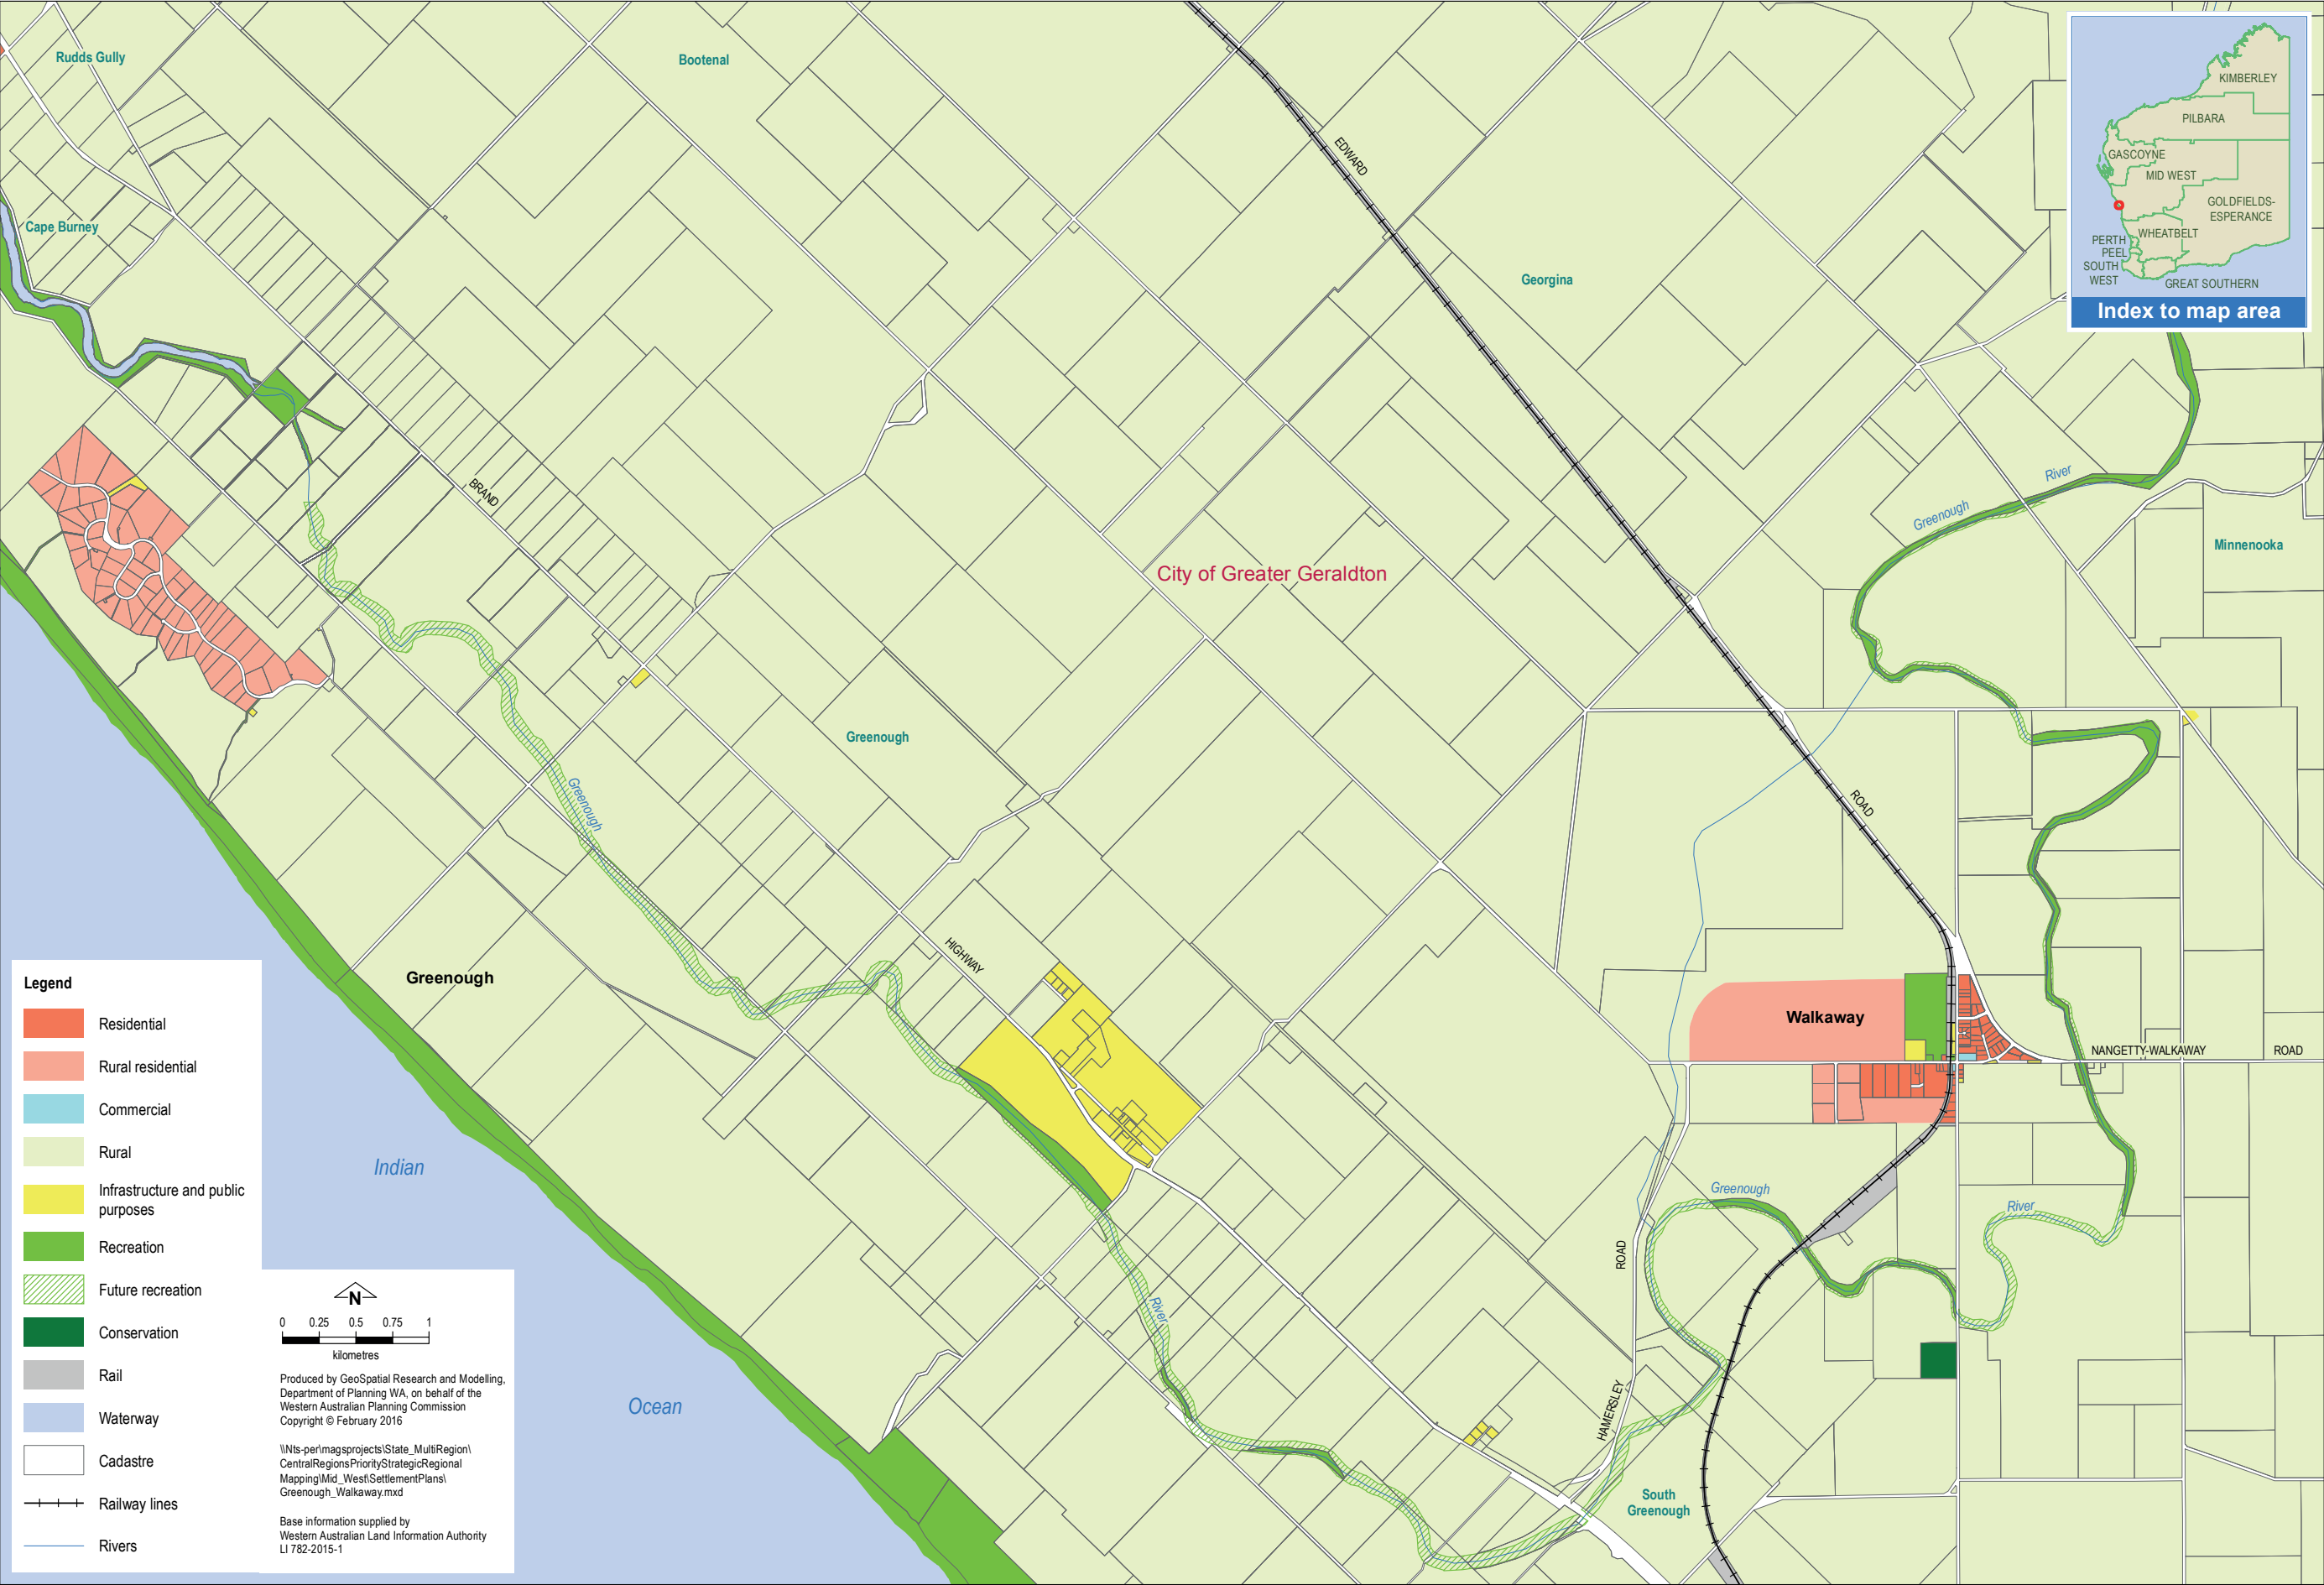 Rudds Gully
Bootenal
Cape Burney
EDWARD
Georgina
KIMBERLEY
PILBARA
GASCOYNE
MID WEST
GOLDFIELDS-
ESPERANCE
WHEATBELT
PERTH
PEEL
SOUTH
WEST
GREAT SOUTHERN
Index to map area
BRAND
River
Greenough
Minnenooka
City of Greater Geraldton
Greenough
Greenough
ROAD
HIGHWAY
Greenough
Walkaway
NANGETTY-WALKAWAY
ROAD
Greenough
River
ROAD
River
HAMERSLEY
South
Greenough
Indian
Ocean
Legend
Residential
Rural residential
Commercial
Rural
Infrastructure and public
purposes
Recreation
Future recreation
Conservation
Rail
Waterway
Cadastre
Railway lines
Rivers
N
0 0.25 0.5 0.75 1
kilometres
Produced by GeoSpatial Research and Modelling,
Department of Planning WA, on behalf of the
Western Australian Planning Commission
Copyright © February 2016
\\Nts-per\magsprojects\State_MultiRegion\
CentralRegionsPriorityStrategicRegional
Mapping\Mid_West\SettlementPlans\
Greenough_Walkaway.mxd
Base information supplied by
Western Australian Land Information Authority
LI 782-2015-1